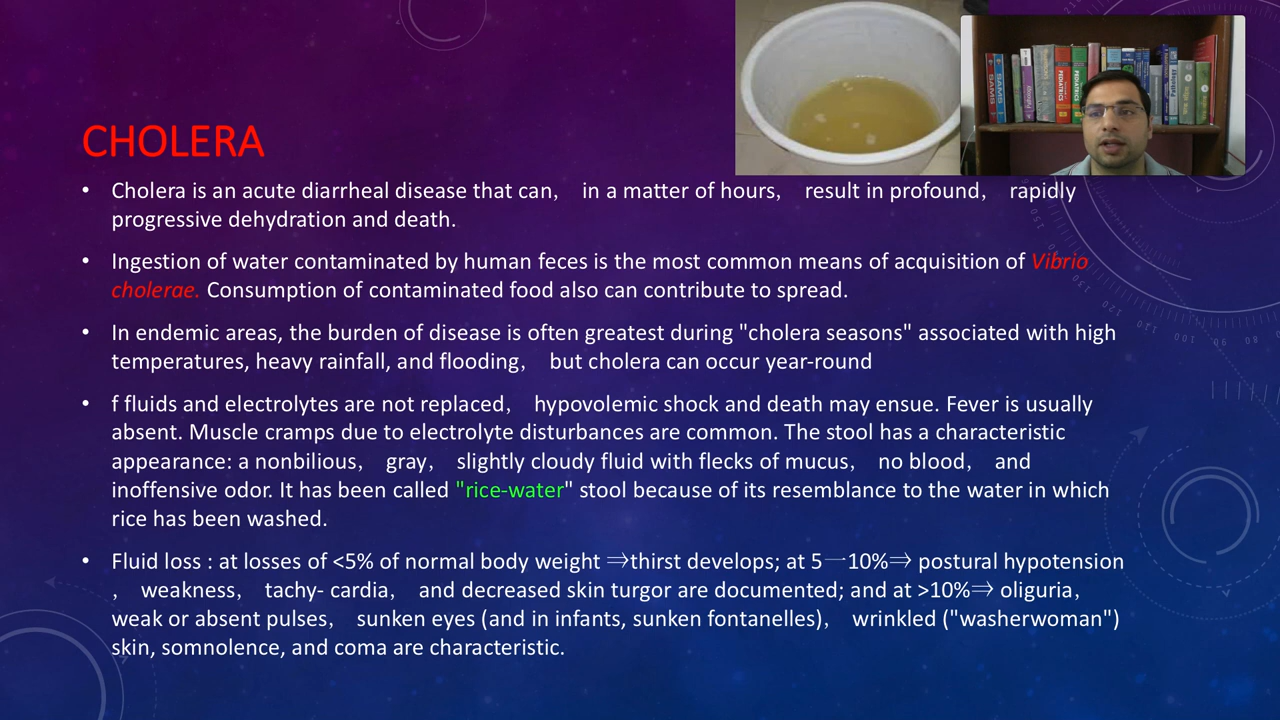 SAMS
SAMS
PEDIATRICS
PEDIATRICS
Pathology
CHOLERA
• Cholera is an acute diarrheal disease that can， in a matter of hours， result in profound， rapidly
progressive dehydration and death.
• Ingestion of water contaminated by human feces is the most common means of acquisition of Vibrio
cholerae. Consumption of contaminated food also can contribute to spread.
• In endemic areas, the burden of disease is often greatest during "cholera seasons" associated with high
temperatures, heavy rainfall, and flooding， but cholera can occur year-round
• f fluids and electrolytes are not replaced， hypovolemic shock and death may ensue. Fever is usually
absent. Muscle cramps due to electrolyte disturbances are common. The stool has a characteristic
appearance: a nonbilious， gray， slightly cloudy fluid with flecks of mucus， no blood， and
inoffensive odor. It has been called "rice-water" stool because of its resemblance to the water in which
rice has been washed.
• Fluid loss : at losses of <5% of normal body weight ⇒thirst develops; at 5—10%⇒ postural hypotension
， weakness， tachy- cardia， and decreased skin turgor are documented; and at >10%⇒ oliguria，
weak or absent pulses， sunken eyes (and in infants, sunken fontanelles)， wrinkled ("washerwoman")
skin, somnolence, and coma are characteristic.